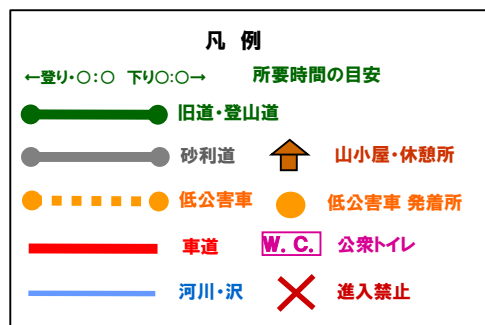 凡 例
←登り・○:○ 下り○:○→ 所要時間の目安
旧道・登山道
砂利道 山小屋・休憩所
低公害車 低公害車 発着所
車道 W. C. 公衆トイレ
河川・沢 進入禁止